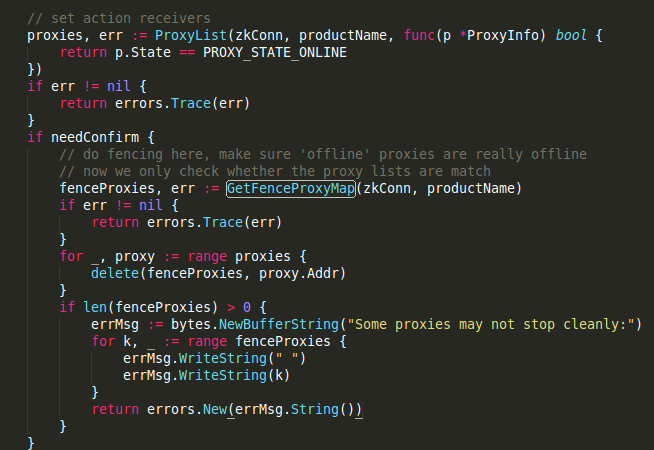 // set action receivers
proxies, err := ProxyList(zkConn, productName, func(p *ProxyInfo) bool {
    return p.State == PROXY_STATE_ONLINE
})
if err != nil {
    return errors.Trace(err)
}
if needConfirm {
    // do fencing here, make sure 'offline' proxies are really offline
    // now we only check whether the proxy lists are match
    fenceProxies, err := GetFenceProxyMap(zkConn, productName)
    if err != nil {
        return errors.Trace(err)
    }
    for _, proxy := range proxies {
        delete(fenceProxies, proxy.Addr)
    }
    if len(fenceProxies) > 0 {
        errMsg := bytes.NewBufferString("Some proxies may not stop cleanly:")
        for k, _ := range fenceProxies {
            errMsg.WriteString(" ")
            errMsg.WriteString(k)
        }
        return errors.New(errMsg.String())
    }
}